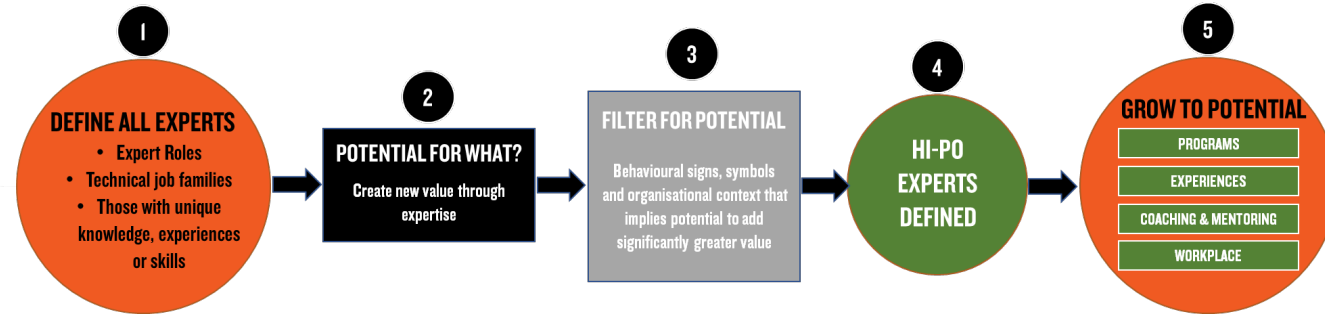 1
DEFINE ALL EXPERTS
• Expert Roles
• Technical job families
• Those with unique
knowledge, experiences
or skills
2
POTENTIAL FOR WHAT?
Create new value through
expertise
3
FILTER FOR POTENTIAL
Behavioural signs, symbols
and organisational context that
implies potential to add
significantly greater value
4
HI-PO
EXPERTS
DEFINED
5
GROW TO POTENTIAL
PROGRAMS
EXPERIENCES
COACHING & MENTORING
WORKPLACE